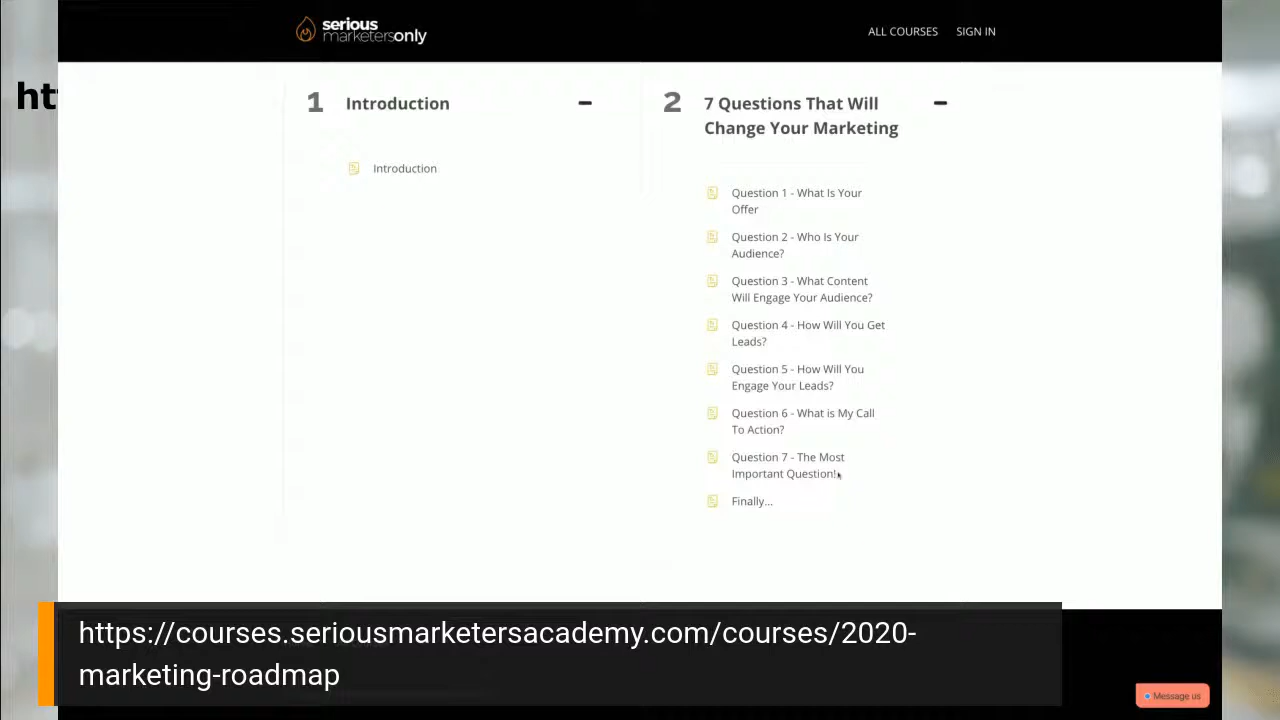 serious
marketersonly
ALL COURSES SIGN IN
htt
1 Introduction
Introduction
2 7 Questions That Will
Change Your Marketing
Question 1 - What Is Your
Offer
Question 2 - Who Is Your
Audience?
Question 3 - What Content
Will Engage Your Audience?
Question 4 - How Will You Get
Leads?
Question 5 - How Will You
Engage Your Leads?
Question 6 - What is My Call
To Action?
Question 7 - The Most
Important Question!
Finally...
https://courses.seriousmarketersacademy.com/courses/2020-
marketing-roadmap
Message us